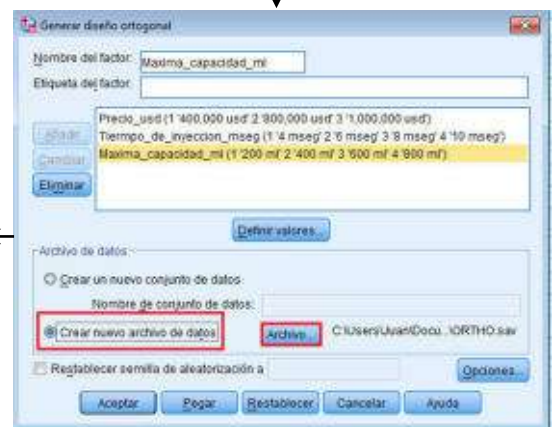 Generar diseño ortogonal
Nombre del factor: Maxima_capacidad_ml
Etiqueta del factor:
Precio_usd (1 '400,000 usd' 2 '800,000 usd' 3 '1,000,000 usd')
Tiermpo_de_inyeccion_mseg (1 '4 mseg' 2 '6 mseg' 3 '8 mseg' 4 '10 mseg')
Maxima_capacidad_ml (1 '200 ml' 2 '400 ml' 3 '600 ml' 4 '800 ml')
Añadir
Cambiar
Eliminar
Definir valores...
Archivo de datos
Crear un nuevo conjunto de datos
Nombre de conjunto de datos:
Crear nuevo archivo de datos
Archivo...
C:\Users\Juan\Docu...\ORTHO.sav
Restablecer semilla de aleatorización a
Opciones...
Aceptar
Pegar
Restablecer
Cancelar
Ayuda